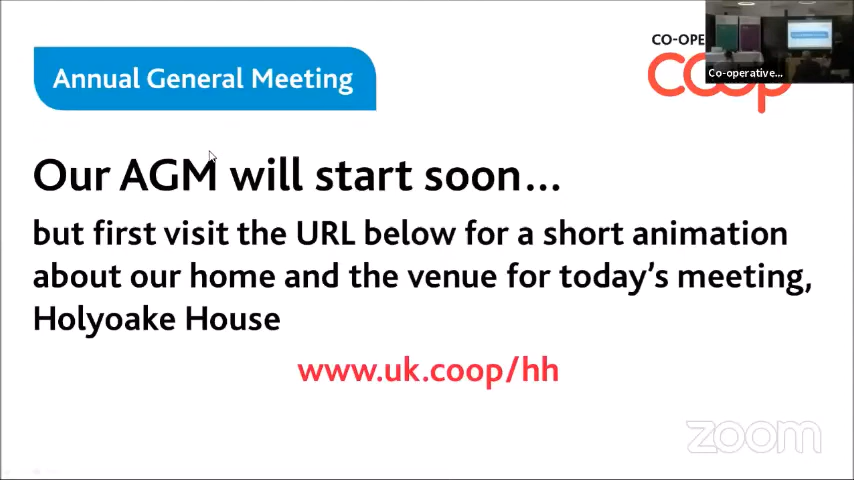 Annual General Meeting
CO-OPE
coop
Co-operative...
Our AGM will start soon...
but first visit the URL below for a short animation
about our home and the venue for today's meeting,
Holyoake House
www.uk.coop/hh
zoom